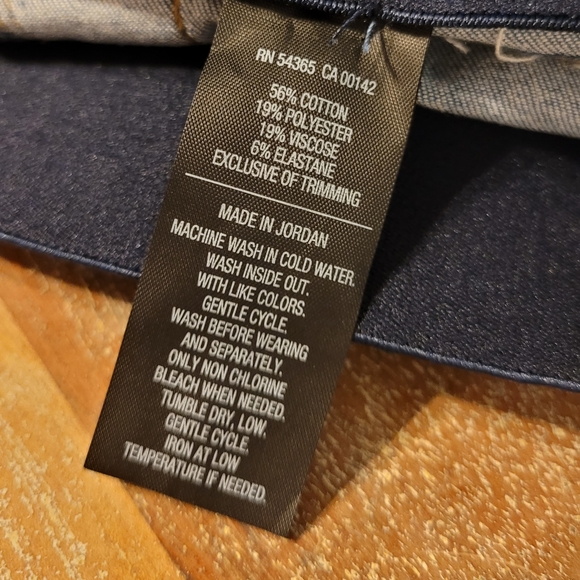 RN 54365 CA 00142
56% COTTON
19% POLYESTER
19% VISCOSE
6% ELASTANE
EXCLUSIVE OF TRIMMING
MADE IN JORDAN
MACHINE WASH IN COLD WATER.
WASH INSIDE OUT.
WITH LIKE COLORS.
GENTLE CYCLE.
WASH BEFORE WEARING
AND SEPARATELY.
ONLY NON CHLORINE
BLEACH WHEN NEEDED.
TUMBLE DRY, LOW,
GENTLE CYCLE.
IRON AT LOW
TEMPERATURE IF NEEDED.